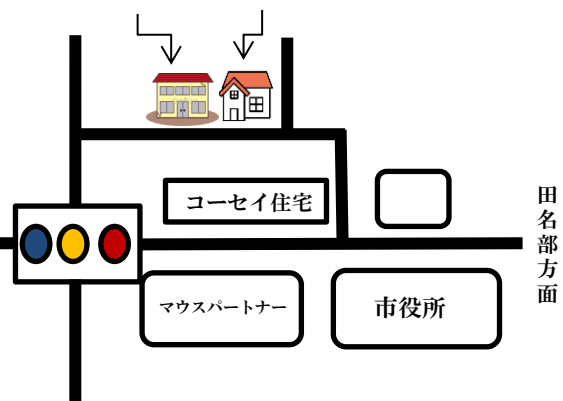 コーセイ住宅
田名部方面
マウスパートナー
市役所